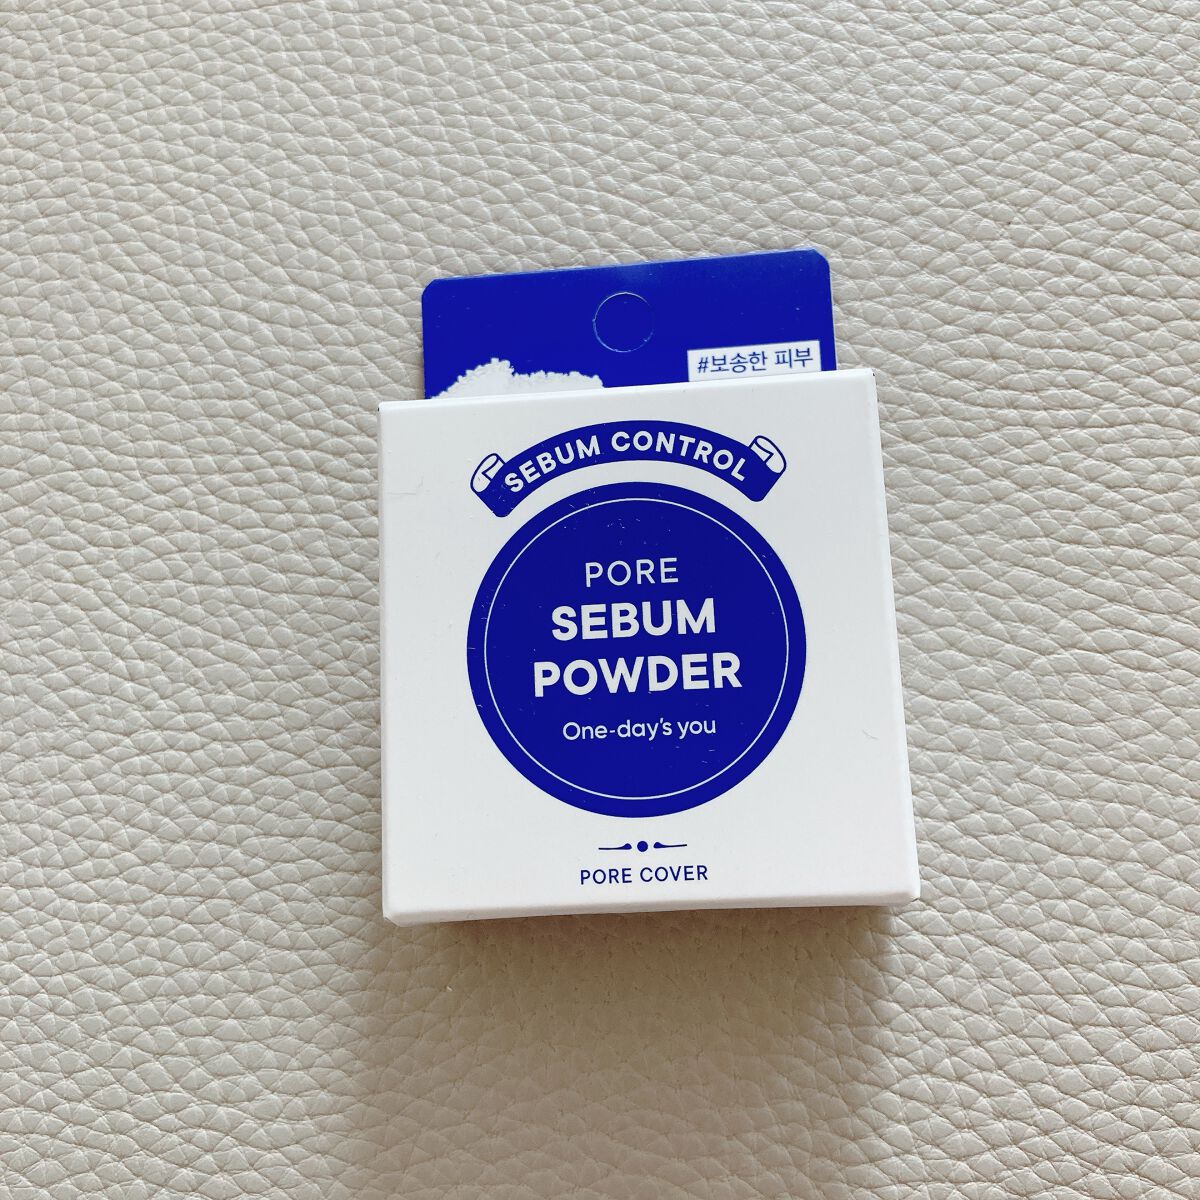 #보송한 피부
SEBUM CONTROL
PORE
SEBUM
POWDER
One-day's you
PORE COVER